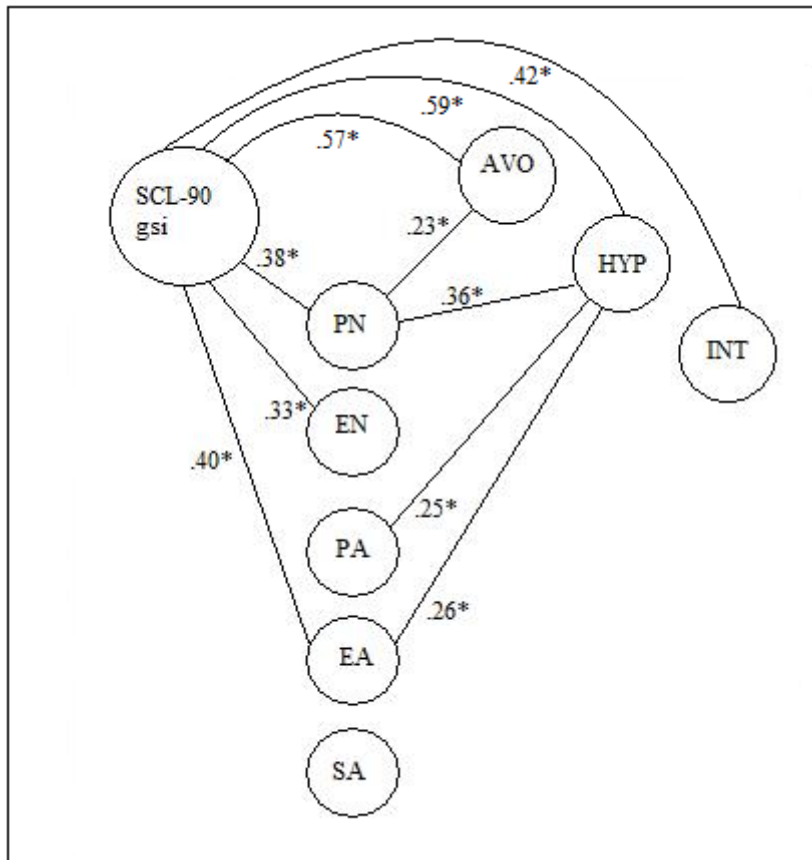 .42*
.59*
.57*
AVO
SCL-90
gsi
.23*
.38*
HYP
.36*
PN
INT
EN
.33*
.40*
.25*
PA
.26*
EA
SA